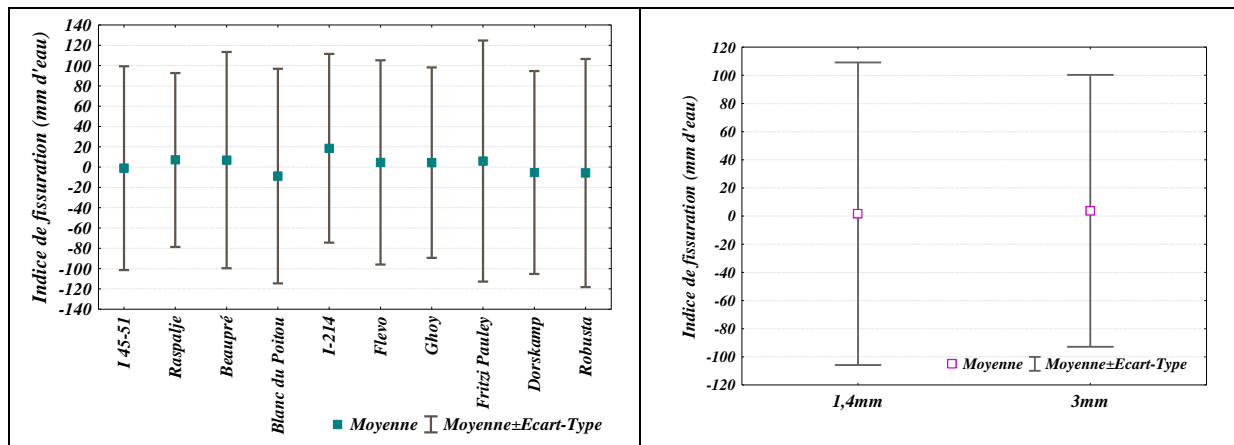 Indice de fissuration (mm d'eau)
140
120
100
80
60
40
20
0
-20
-40
-60
-80
-100
-120
-140
I 45-51
Raspalje
Beaupré
Blanc du Poitou
I-214
Flevo
Ghoy
Fritzi Pauley
Dorskamp
Robusta
Moyenne Moyenne±Ecart-Type
Indice de fissuration (mm d'eau)
120
100
80
60
40
20
0
-20
-40
-60
-80
-100
-120
Moyenne Moyenne±Ecart-Type
1,4mm 3mm